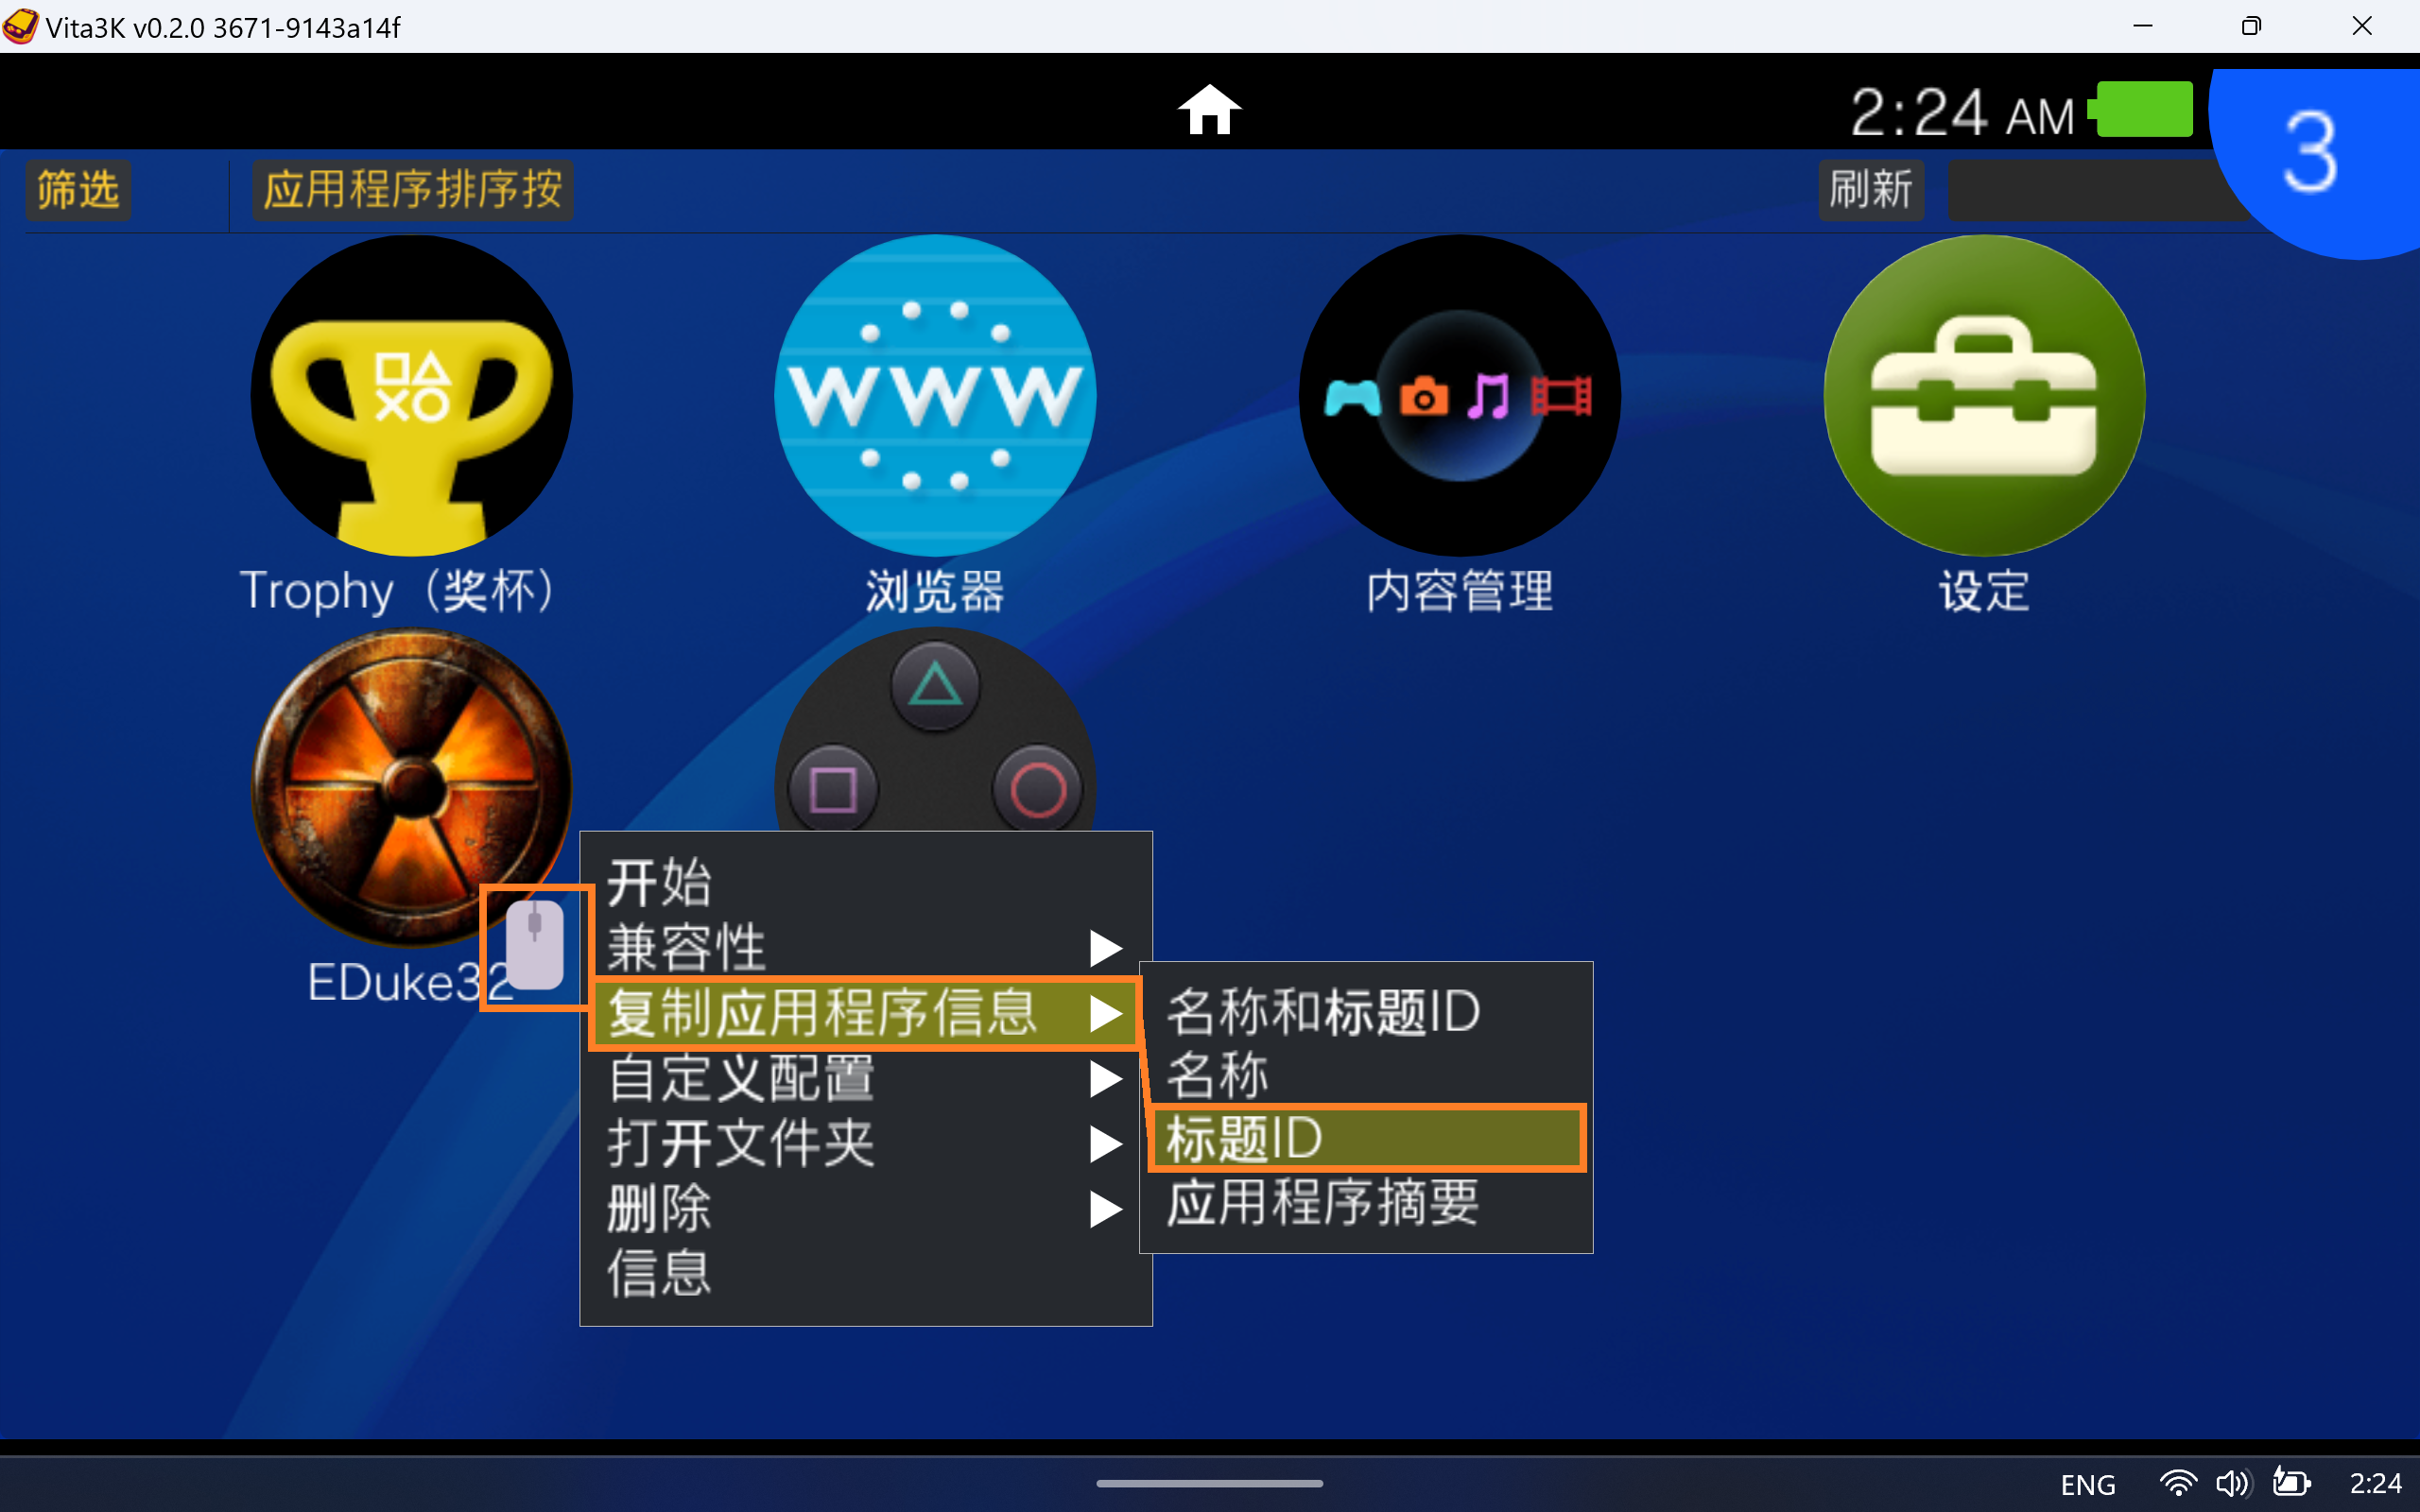 Vita3K v0.2.0 3671-9143a14f
2:24 AM
3
筛选
应用程序排序按
刷新
WWW
Trophy（奖杯）
浏览器
内容管理
设定
EDuke32
开始
兼容性
复制应用程序信息
自定义配置
打开文件夹
删除
信息
名称和标题ID
名称
标题ID
应用程序摘要
ENG
2:24